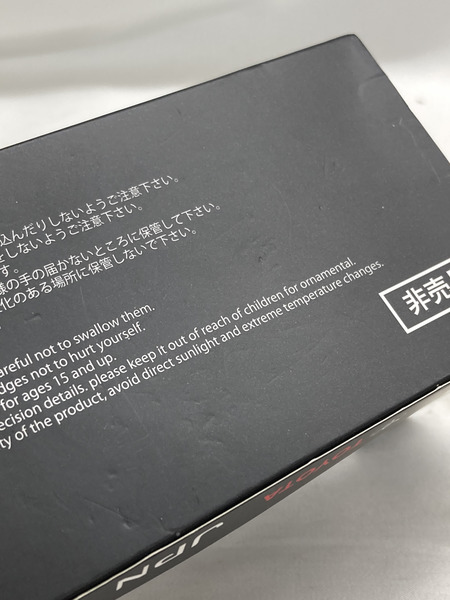 込んだりしないようご注意下さい。
をしないようご注意下さい。
す。
様の手の届かないところに保管して下さい。
化のある場所に保管しないで下さい。
careful not to swallow them.
edges not to hurt yourself.
for ages 15 and up.
ecision details. please keep it out of reach of children for ornamental.
ty of the product, avoid direct sunlight and extreme temperature changes.
非売
TOYOTA
JPN